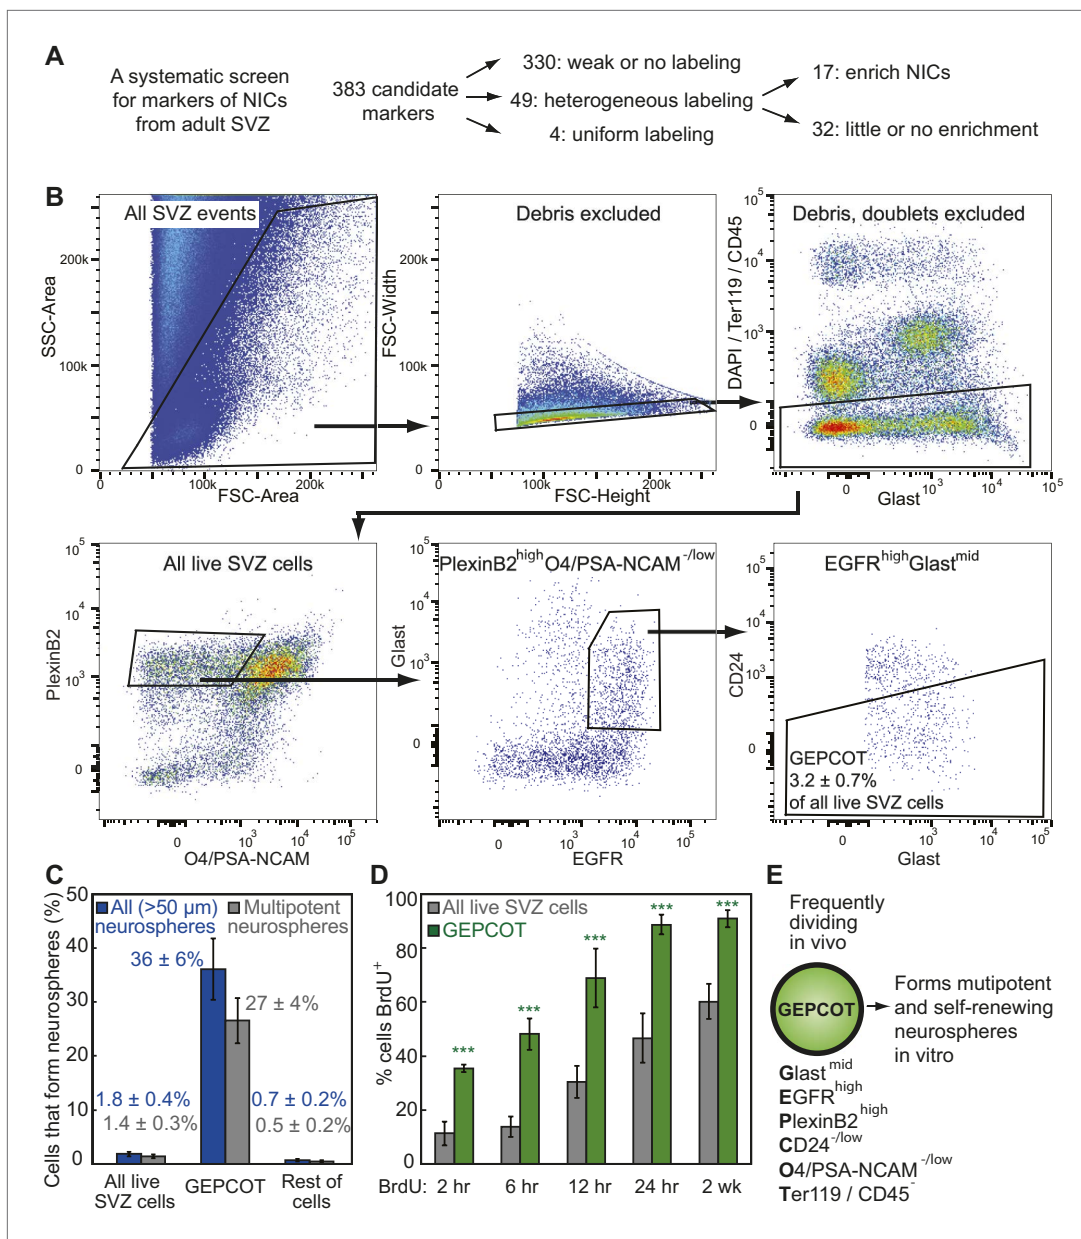 A
A systematic screen
for markers of NICs
from adult SVZ
383 candidate
markers
330: weak or no labeling
49: heterogeneous labeling
4: uniform labeling
17: enrich NICs
32: little or no enrichment
B
All SVZ events
SSC-Area
200k
100k
0
0
100k
200k
FSC-Area
Debris excluded
FSC-Width
200k
100k
0
0
100k
200k
FSC-Height
Debris, doublets excluded
DAPI / Ter119 / CD45
10^5
10^4
10^3
0
0
10^3
10^4
10^5
Glast
All live SVZ cells
PlexinB2
10^5
10^4
10^3
0
0
10^3
10^4
10^5
O4/PSA-NCAM
PlexinB2^high O4/PSA-NCAM^-/low
Glast
10^5
10^4
10^3
0
0
10^3
10^4
10^5
EGFR
EGFR^high Glast^mid
CD24
10^5
10^4
10^3
0
GEPCOT
3.2 ± 0.7%
of all live SVZ cells
0
10^3
10^4
10^5
Glast
C
Cells that form neurospheres (%)
50
40
30
20
10
0
All (>50 µm)
neurospheres
Multipotent
neurospheres
36 ± 6%
27 ± 4%
1.8 ± 0.4%
1.4 ± 0.3%
0.7 ± 0.2%
0.5 ± 0.2%
All live
SVZ cells
GEPCOT
Rest of
cells
D
% cells BrdU^+
100
80
60
40
20
0
All live SVZ cells
GEPCOT
***
***
***
***
***
BrdU: 2 hr 6 hr 12 hr 24 hr 2 wk
E
Frequently
dividing
in vivo
GEPCOT
Forms mutipotent
and self-renewing
neurospheres
in vitro
Glast^mid
EGFR^high
PlexinB2^high
CD24^-/low
O4/PSA-NCAM^-/low
Ter119 / CD45^-